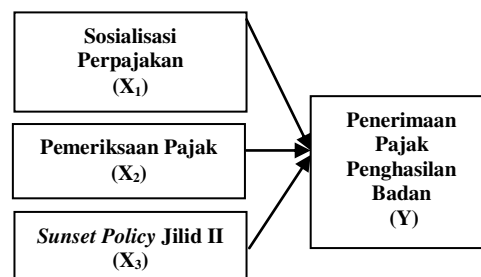 Sosialisasi
Perpajakan
(X₁)
Pemeriksaan Pajak
(X₂)
Sunset Policy Jilid II
(X₃)
Penerimaan
Pajak
Penghasilan
Badan
(Y)